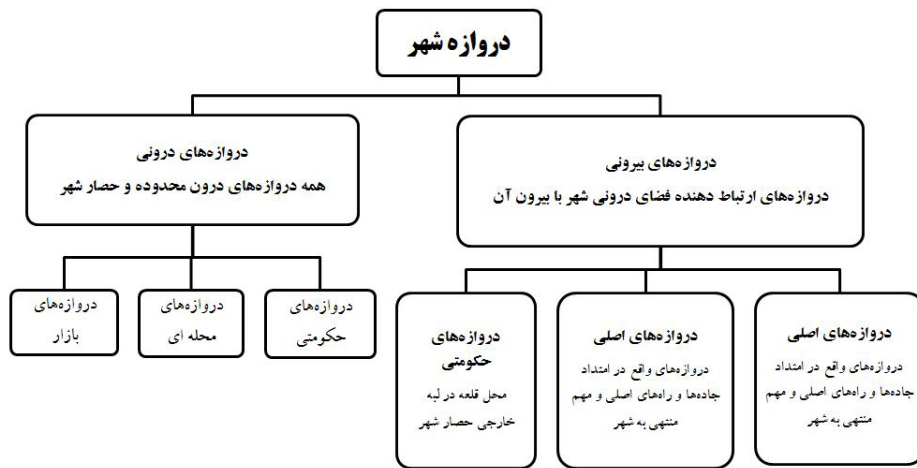 دروازه شهر
دروازه‌های بیرونی
دروازه‌های ارتباط دهنده فضای درونی شهر با بیرون آن
دروازه‌های درونی
همه دروازه‌های درون محدوده و حصار شهر
دروازه‌های اصلی
دروازه‌های واقع در امتداد
جاده‌ها و راه‌های اصلی و مهم
منتهی به شهر
دروازه‌های اصلی
دروازه‌های واقع در امتداد
جاده‌ها و راه‌های اصلی و مهم
منتهی به شهر
دروازه‌های
حکومتی
محل قلعه در لبه
خارجی حصار شهر
دروازه‌های
حکومتی
دروازه‌های
محله ای
دروازه‌های
بازار